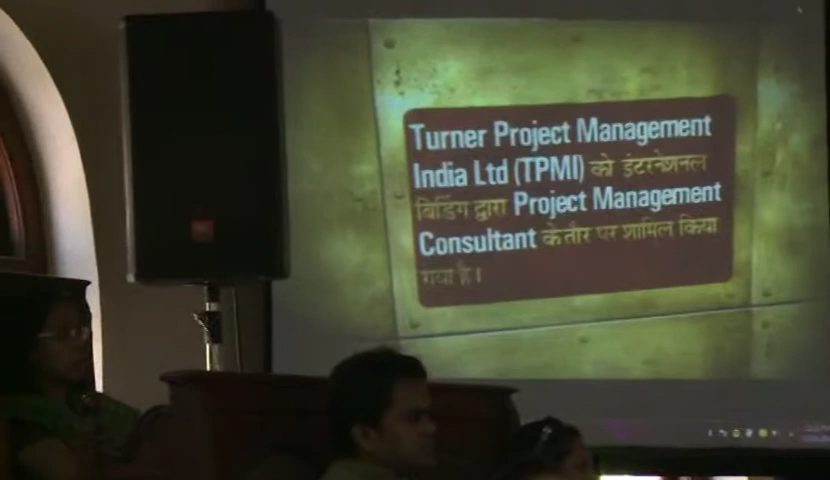 Turner Project Management
India Ltd (TPMI) को इंटरनेशनल
बिडिंग द्वारा Project Management
Consultant के तौर पर शामिल किया
गया है।